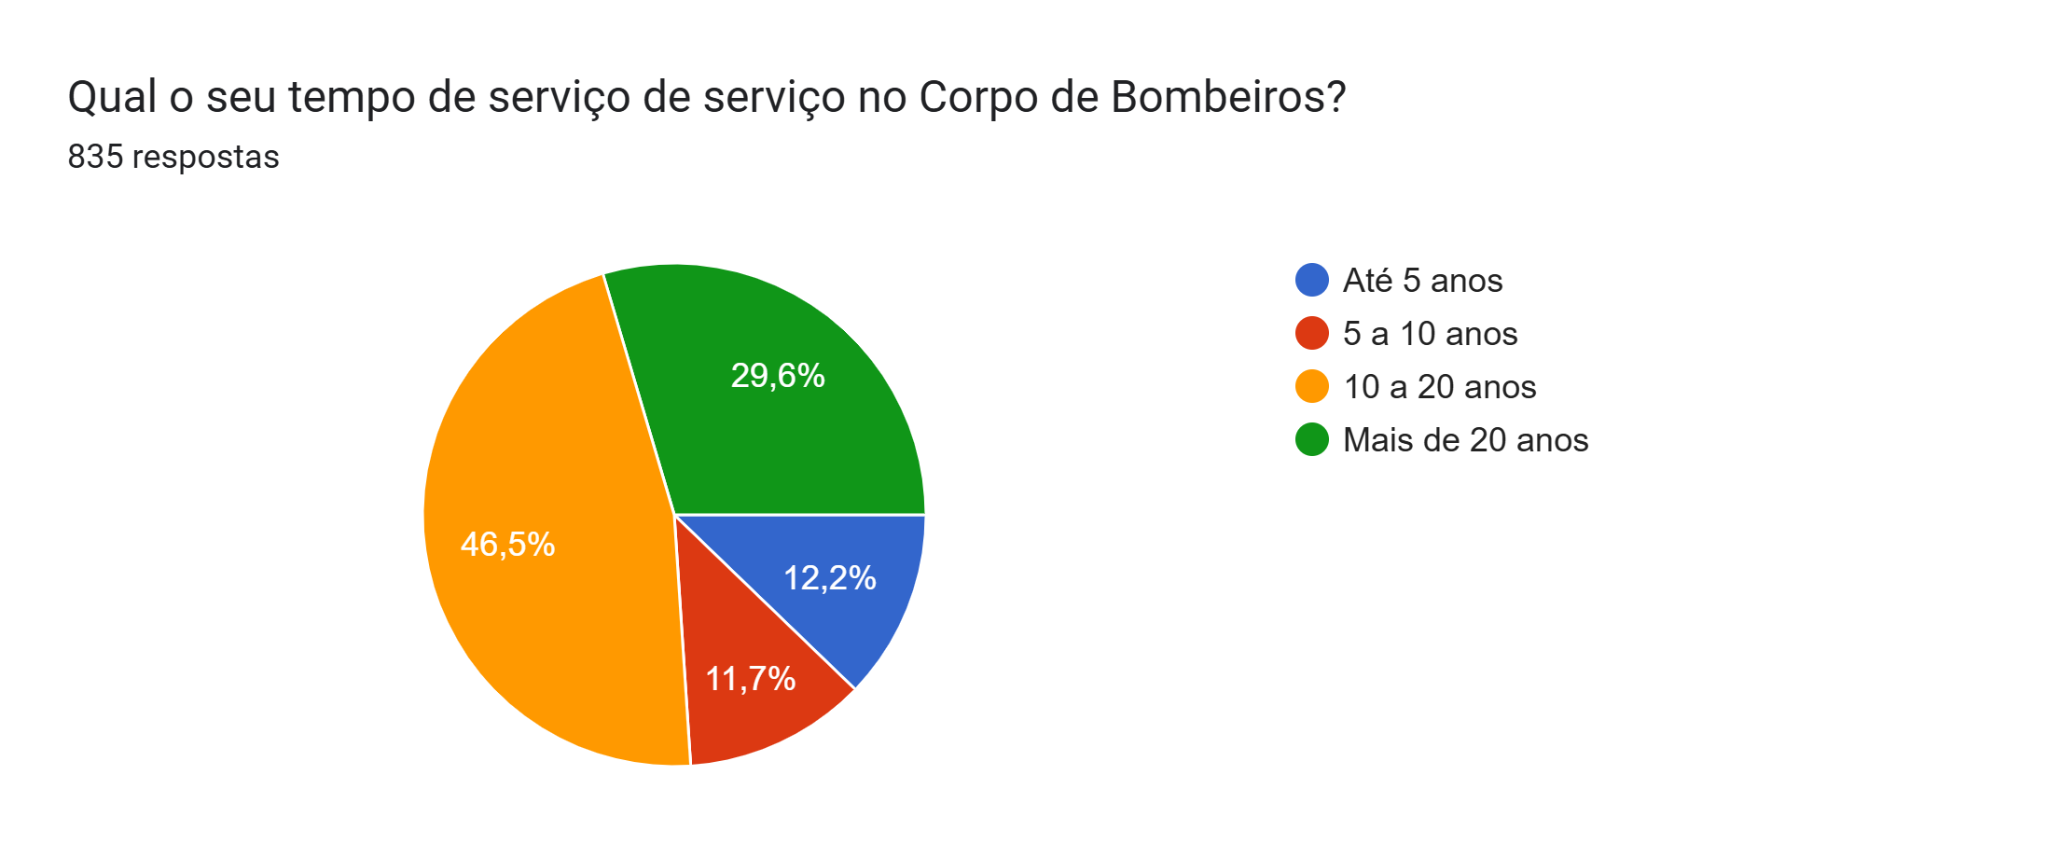 Qual o seu tempo de serviço de serviço no Corpo de Bombeiros?
835 respostas
Até 5 anos
5 a 10 anos
10 a 20 anos
Mais de 20 anos
29,6%
46,5%
12,2%
11,7%